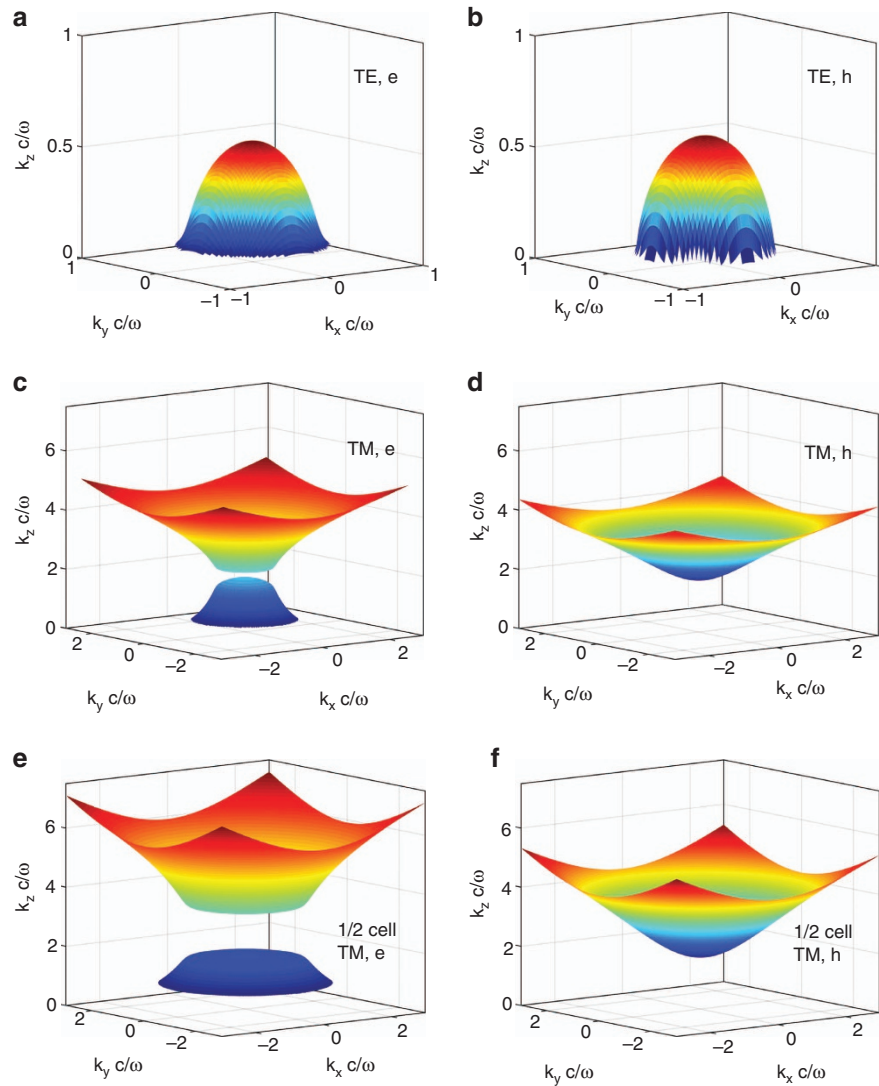 a
b
1
TE, e
0.5
k_z c/ω
0
1
0
–1
–1
0
1
k_y c/ω
k_x c/ω
1
TE, h
0.5
k_z c/ω
0
1
0
–1
–1
0
1
k_y c/ω
k_x c/ω
c
d
TM, e
6
4
2
0
k_z c/ω
2
0
–2
–2
0
2
k_y c/ω
k_x c/ω
TM, h
6
4
2
0
k_z c/ω
2
0
–2
–2
0
2
k_y c/ω
k_x c/ω
e
f
6
4
2
0
k_z c/ω
1/2 cell
TM, e
2
0
–2
–2
0
2
k_y c/ω
k_x c/ω
6
4
2
0
k_z c/ω
1/2 cell
TM, h
2
0
–2
–2
0
2
k_y c/ω
k_x c/ω